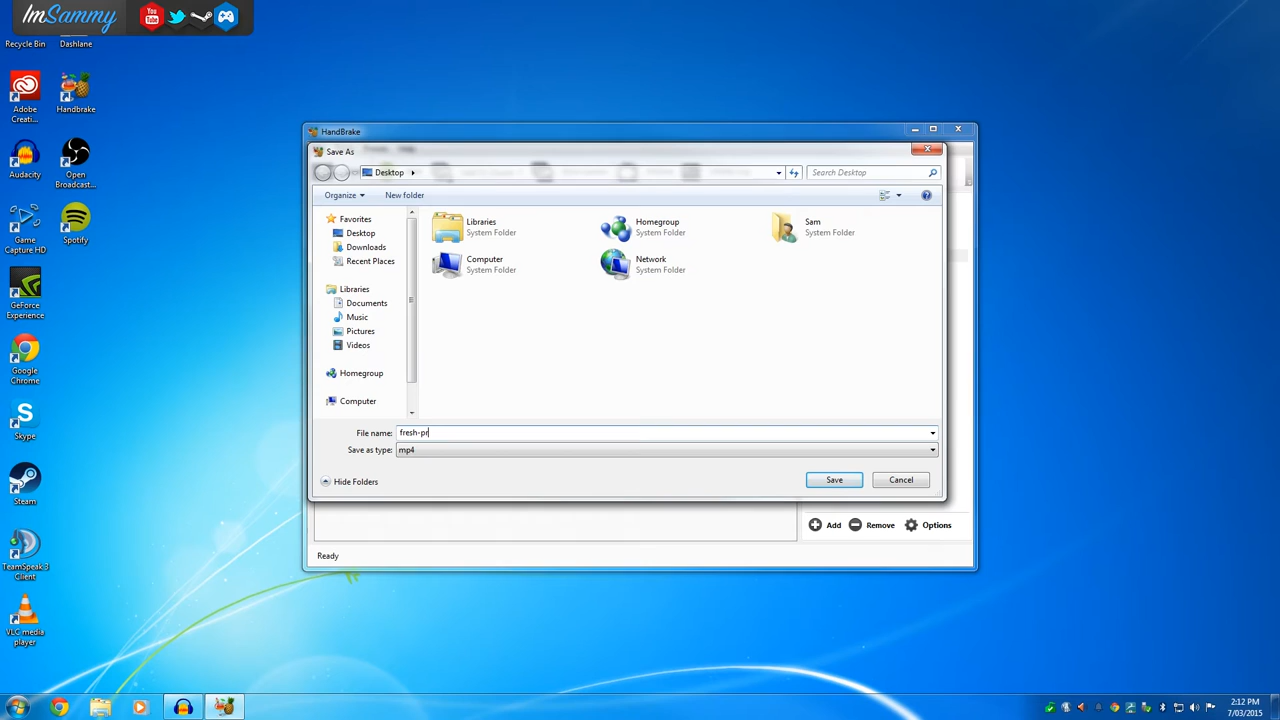 ImSammy
You
Tube
Recycle Bin
Dashlane
Adobe
Creati...
Handbrake
Audacity
Open
Broadcast...
Game
Capture HD
Spotify
GeForce
Experience
Google
Chrome
Skype
Steam
TeamSpeak 3
Client
VLC media
player
HandBrake
Save As
Help
Desktop
Search Desktop
Organize
New folder
Favorites
Desktop
Downloads
Recent Places
Libraries
Documents
Music
Pictures
Videos
Homegroup
Computer
Libraries
System Folder
Homegroup
System Folder
Sam
System Folder
Computer
System Folder
Network
System Folder
File name: fresh-pr
Save as type: mp4
Hide Folders
Save
Cancel
Add
Remove
Options
Ready
2:12 PM
7/03/2015